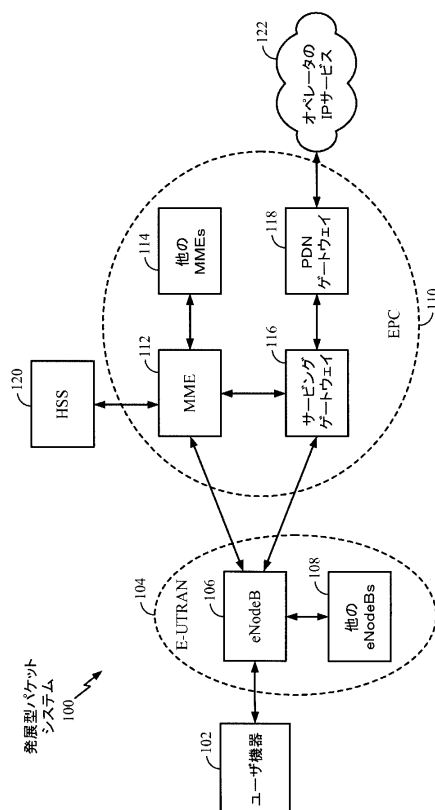 発展型パケット
システム
100
102
ユーザ機器
104
E-UTRAN
106
eNodeB
108
他の
eNodeBs
120
HSS
112
MME
114
他の
MMEs
116
サービング
ゲートウェイ
118
PDN
ゲートウェイ
EPC
110
122
オペレータの
IPサービス